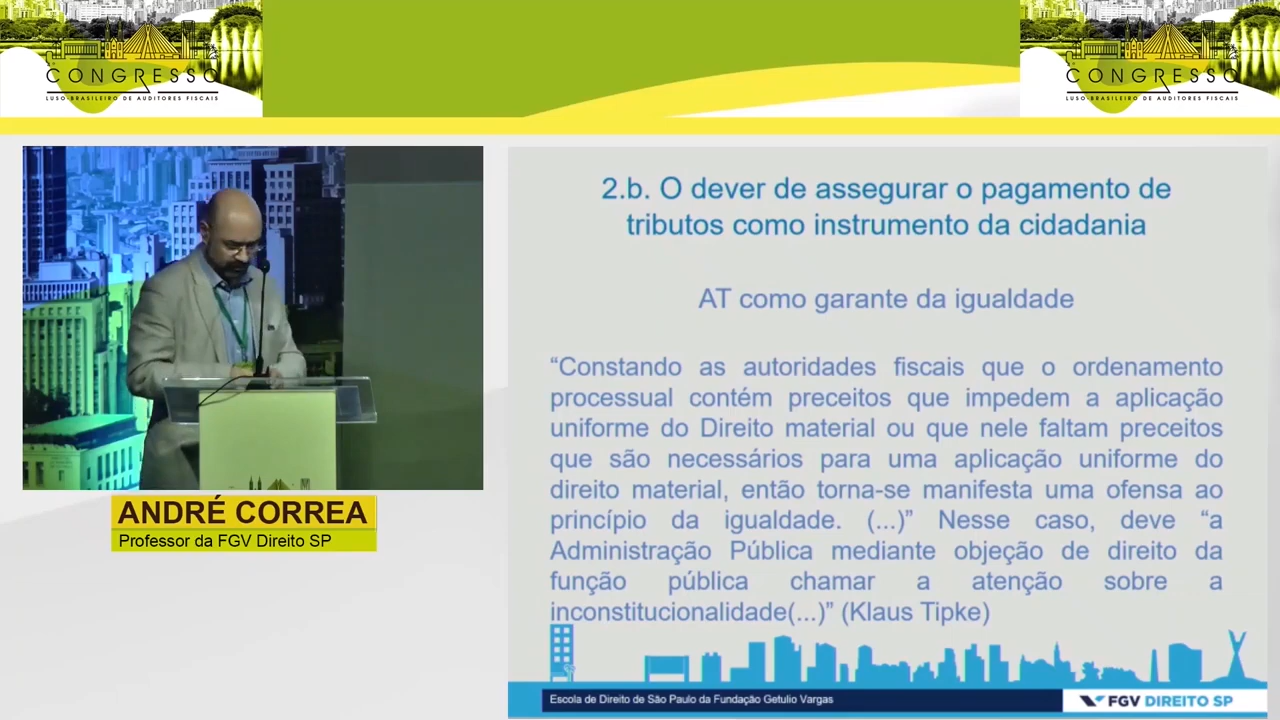 CONGRESSO
LUSO-BRASILEIRO DE AUDITORES FISCAIS
CONGRESSO
LUSO-BRASILEIRO DE AUDITORES FISCAIS
2.b. O dever de assegurar o pagamento de
tributos como instrumento da cidadania
AT como garante da igualdade
“Constando as autoridades fiscais que o ordenamento
processual contém preceitos que impedem a aplicação
uniforme do Direito material ou que nele faltam preceitos
que são necessários para uma aplicação uniforme do
direito material, então torna-se manifesta uma ofensa ao
princípio da igualdade. (...)” Nesse caso, deve “a
Administração Pública mediante objeção de direito da
função pública chamar a atenção sobre a
inconstitucionalidade(...)” (Klaus Tipke)
ANDRÉ CORREA
Professor da FGV Direito SP
Escola de Direito de São Paulo da Fundação Getulio Vargas
FGV DIREITO SP